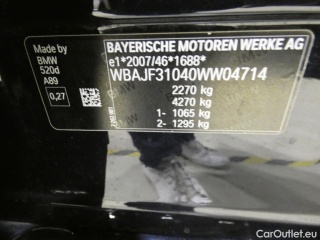 Made by
BMW
520d
A89
0,27
BAYERISCHE MOTOREN WERKE AG
e1*2007/46*1688*
WBAJF31040WW04714
2270 kg
4270 kg
1- 1065 kg
2- 1295 kg
CarOutlet.eu